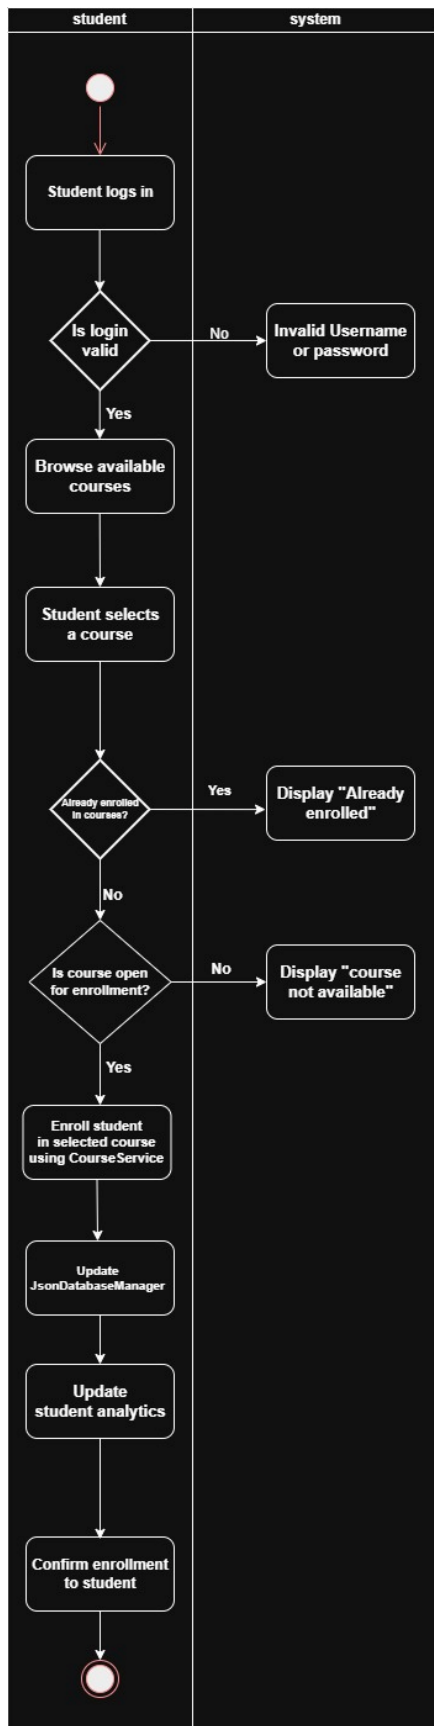 student
system
Student logs in
Is login
valid
No
Invalid Username
or password
Yes
Browse available
courses
Student selects
a course
Already enrolled
in courses?
Yes
Display "Already
enrolled"
No
Is course open
for enrollment?
No
Display "course
not available"
Yes
Enroll student
in selected course
using CourseService
Update
JsonDatabaseManager
Update
student analytics
Confirm enrollment
to student